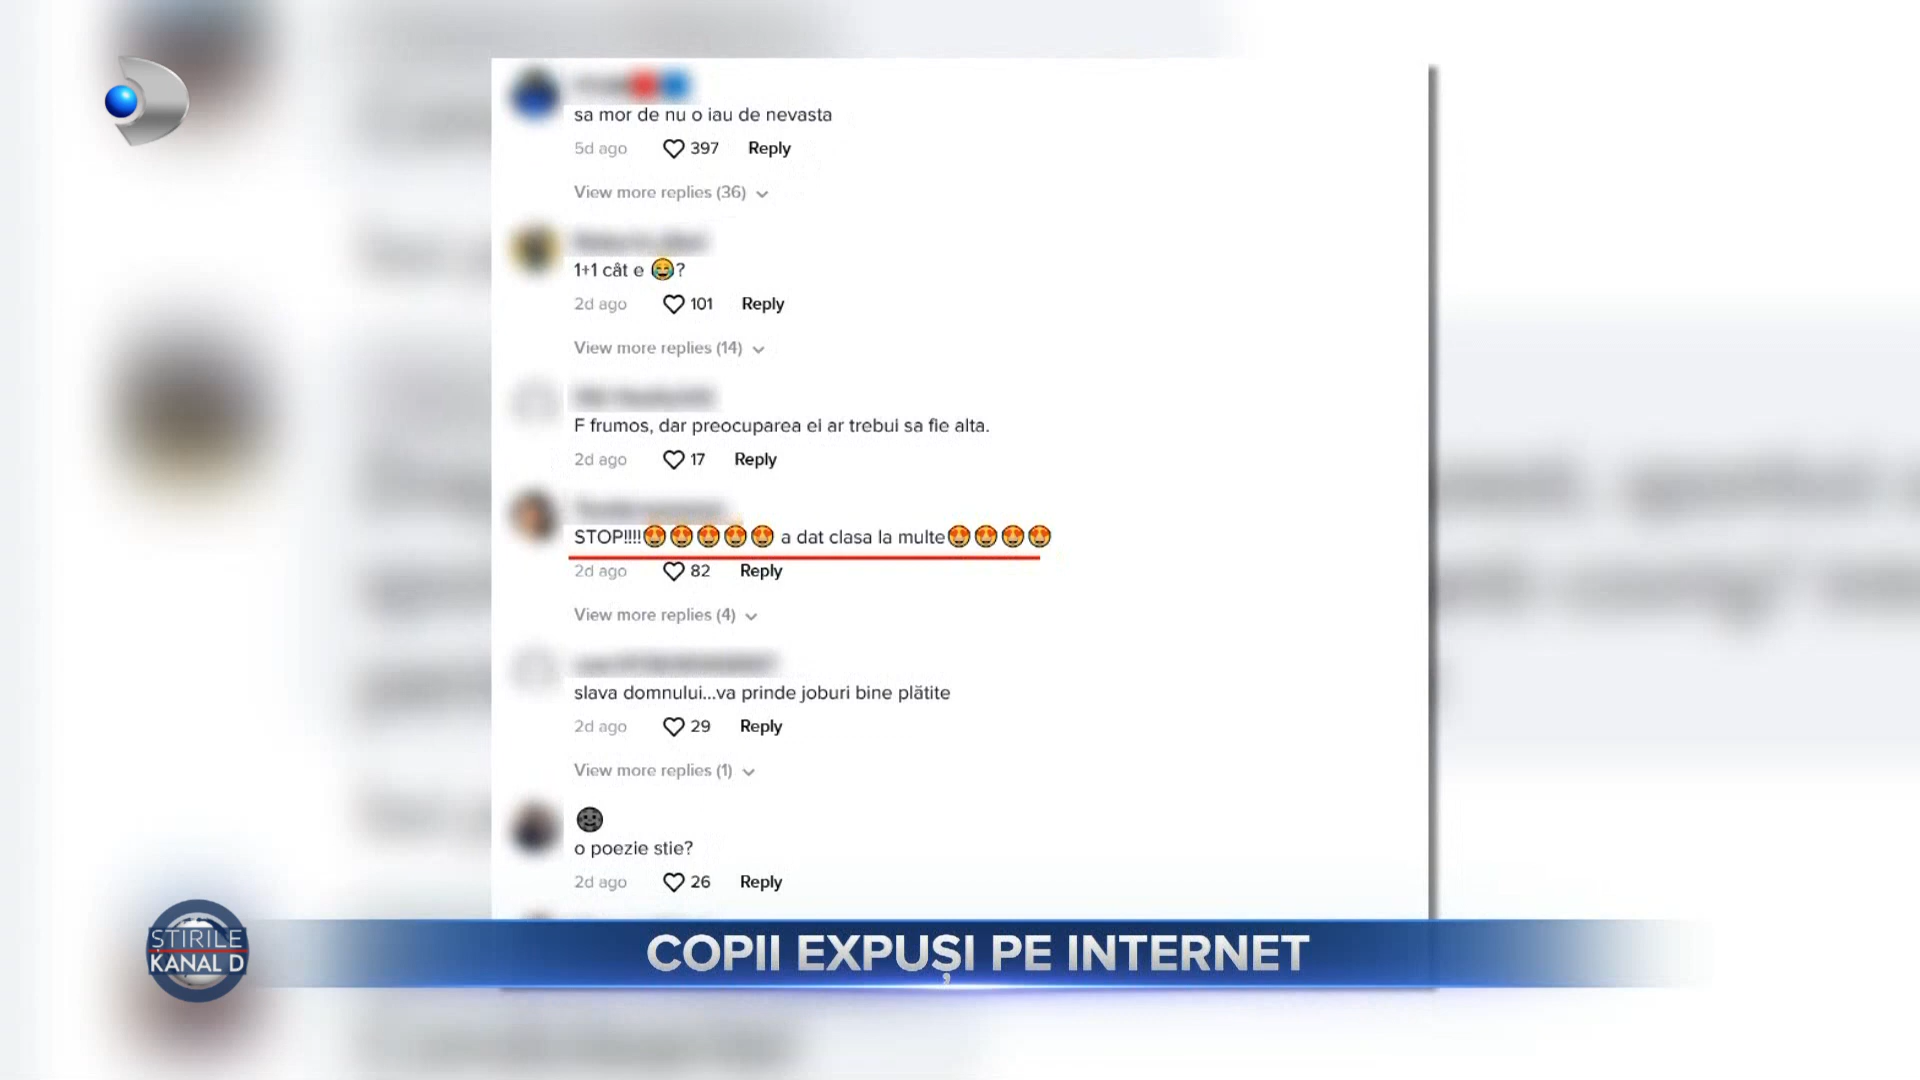 sa mor de nu o iau de nevasta
5d ago 397 Reply
View more replies (36)
1+1 cât e 😂?
2d ago 101 Reply
View more replies (14)
F frumos, dar preocuparea ei ar trebui sa fie alta.
2d ago 17 Reply
STOP!!!!😍😍😍😍😍 a dat clasa la multe😍😍😍😍
2d ago 82 Reply
View more replies (4)
slava domnului...va prinde joburi bine plătite
2d ago 29 Reply
View more replies (1)
🌚
o poezie stie?
2d ago 26 Reply
ȘTIRILE
KANAL D
COPII EXPUȘI PE INTERNET